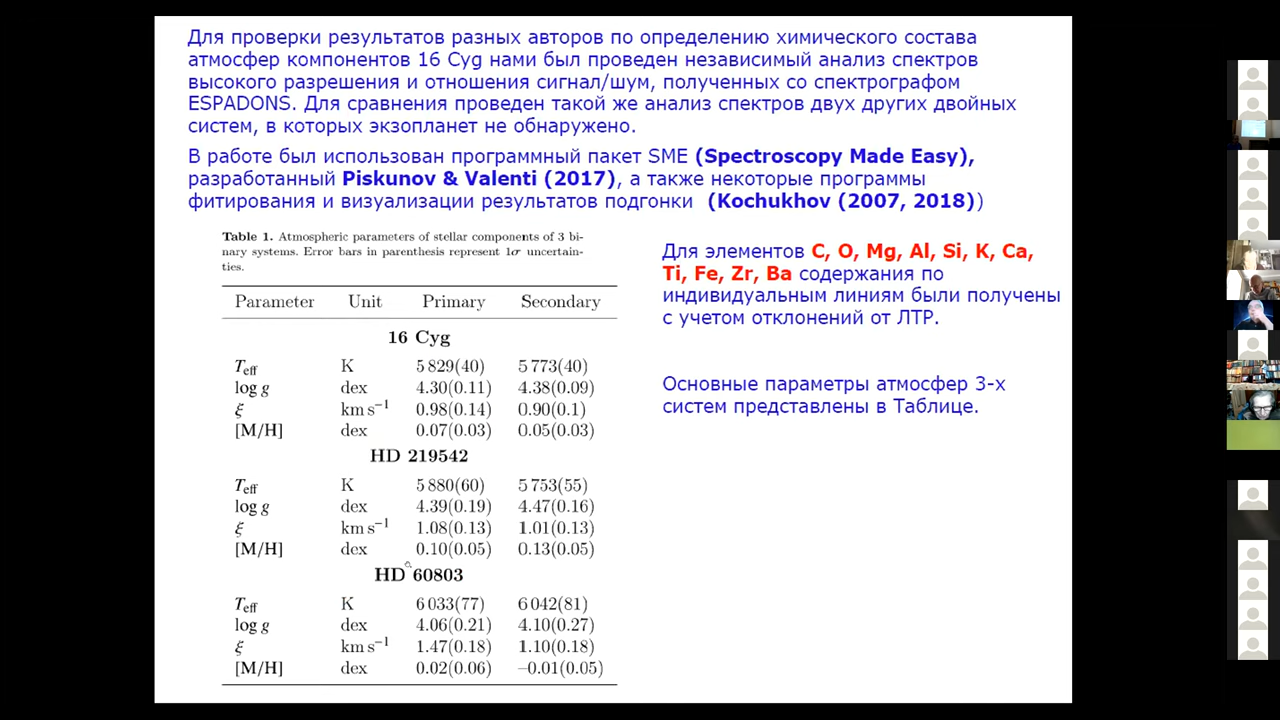 Для проверки результатов разных авторов по определению химического состава
атмосфер компонентов 16 Cyg нами был проведен независимый анализ спектров
высокого разрешения и отношения сигнал/шум, полученных со спектрографом
ESPADONS. Для сравнения проведен такой же анализ спектров двух других двойных
систем, в которых экзопланет не обнаружено.
В работе был использован программный пакет SME (Spectroscopy Made Easy),
разработанный Piskunov & Valenti (2017), а также некоторые программы
фитирования и визуализации результатов подгонки (Kochukhov (2007, 2018))
Table 1. Atmospheric parameters of stellar components of 3 bi-
nary systems. Error bars in parenthesis represent 1σ uncertain-
ties.
Parameter Unit Primary Secondary
16 Cyg
Teff K 5 829(40) 5 773(40)
log g dex 4.30(0.11) 4.38(0.09)
ξ km s−1 0.98(0.14) 0.90(0.1)
[M/H] dex 0.07(0.03) 0.05(0.03)
HD 219542
Teff K 5 880(60) 5 753(55)
log g dex 4.39(0.19) 4.47(0.16)
ξ km s−1 1.08(0.13) 1.01(0.13)
[M/H] dex 0.10(0.05) 0.13(0.05)
HD 60803
Teff K 6 033(77) 6 042(81)
log g dex 4.06(0.21) 4.10(0.27)
ξ km s−1 1.47(0.18) 1.10(0.18)
[M/H] dex 0.02(0.06) –0.01(0.05)
Для элементов C, O, Mg, Al, Si, K, Ca,
Ti, Fe, Zr, Ba содержания по
индивидуальным линиям были получены
с учетом отклонений от ЛТР.
Основные параметры атмосфер 3-х
систем представлены в Таблице.